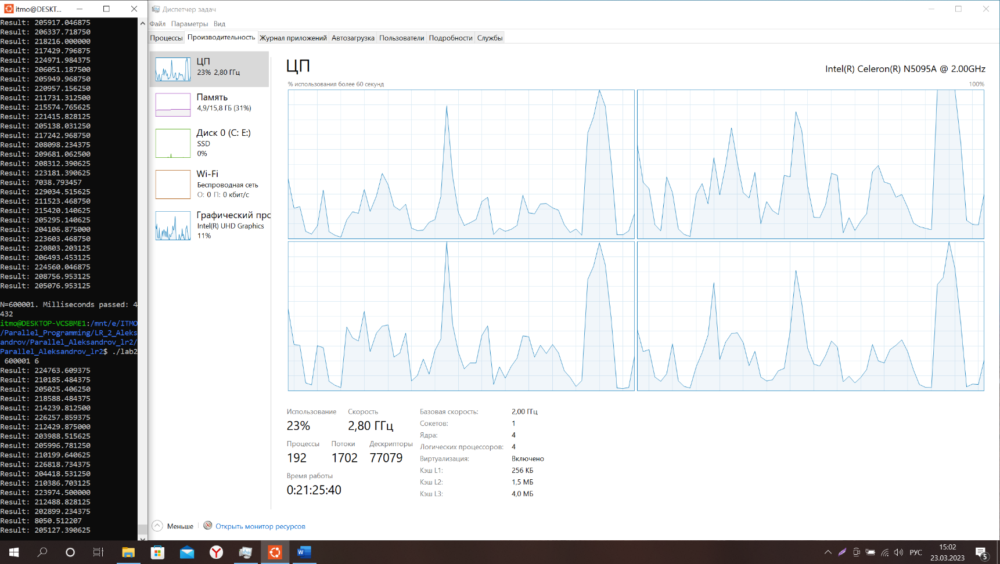 itmo@DESKT...
Result: 205917.046875
Result: 206337.718750
Result: 218216.000000
Result: 217429.796875
Result: 224971.984375
Result: 206051.187500
Result: 205949.968750
Result: 220957.156250
Result: 211731.312500
Result: 215574.765625
Result: 221415.828125
Result: 205138.031250
Result: 217242.968750
Result: 208098.234375
Result: 209681.062500
Result: 208312.390625
Result: 223181.390625
Result: 7038.793457
Result: 229034.515625
Result: 211523.468750
Result: 215420.140625
Result: 205295.140625
Result: 204106.875000
Result: 223603.468750
Result: 220803.203125
Result: 206493.453125
Result: 224560.046875
Result: 208756.953125
Result: 205076.953125
N=600001. Milliseconds passed: 4
432
itmo@DESKTOP-VCSBME1:/mnt/e/ITMO
/Parallel_Programming/LR_2_Aleks
androv/Parallel_Aleksandrov_lr2/
Parallel_Aleksandrov_lr2$ ./lab2
600001 6
Result: 224763.609375
Result: 210185.484375
Result: 205025.406250
Result: 218588.484375
Result: 214239.812500
Result: 226257.859375
Result: 212429.875000
Result: 203988.515625
Result: 205996.781250
Result: 210199.640625
Result: 226818.734375
Result: 204418.531250
Result: 210386.703125
Result: 223974.500000
Result: 212488.828125
Result: 202899.234375
Result: 8050.512207
Result: 205127.390625
Диспетчер задач
Файл Параметры Вид
Процессы Производительность Журнал приложений Автозагрузка Пользователи Подробности Службы
ЦП
23% 2,80 ГГц
Память
4,9/15,8 ГБ (31%)
Диск 0 (C: E:)
SSD
0%
Wi-Fi
Беспроводная сеть
О: 0 П: 0 кбит/с
Графический прс
Intel(R) UHD Graphics
11%
ЦП
Intel(R) Celeron(R) N5095A @ 2.00GHz
% использования более 60 секунд
100%
Использование Скорость
23% 2,80 ГГц
Процессы Потоки Дескрипторы
192 1702 77079
Время работы
0:21:25:40
Базовая скорость: 2,00 ГГц
Сокетов: 1
Ядра: 4
Логических процессоров: 4
Виртуализация: Включено
Кэш L1: 256 КБ
Кэш L2: 1,5 МБ
Кэш L3: 4,0 МБ
Меньше Открыть монитор ресурсов
РУС
15:02
23.03.2023
5